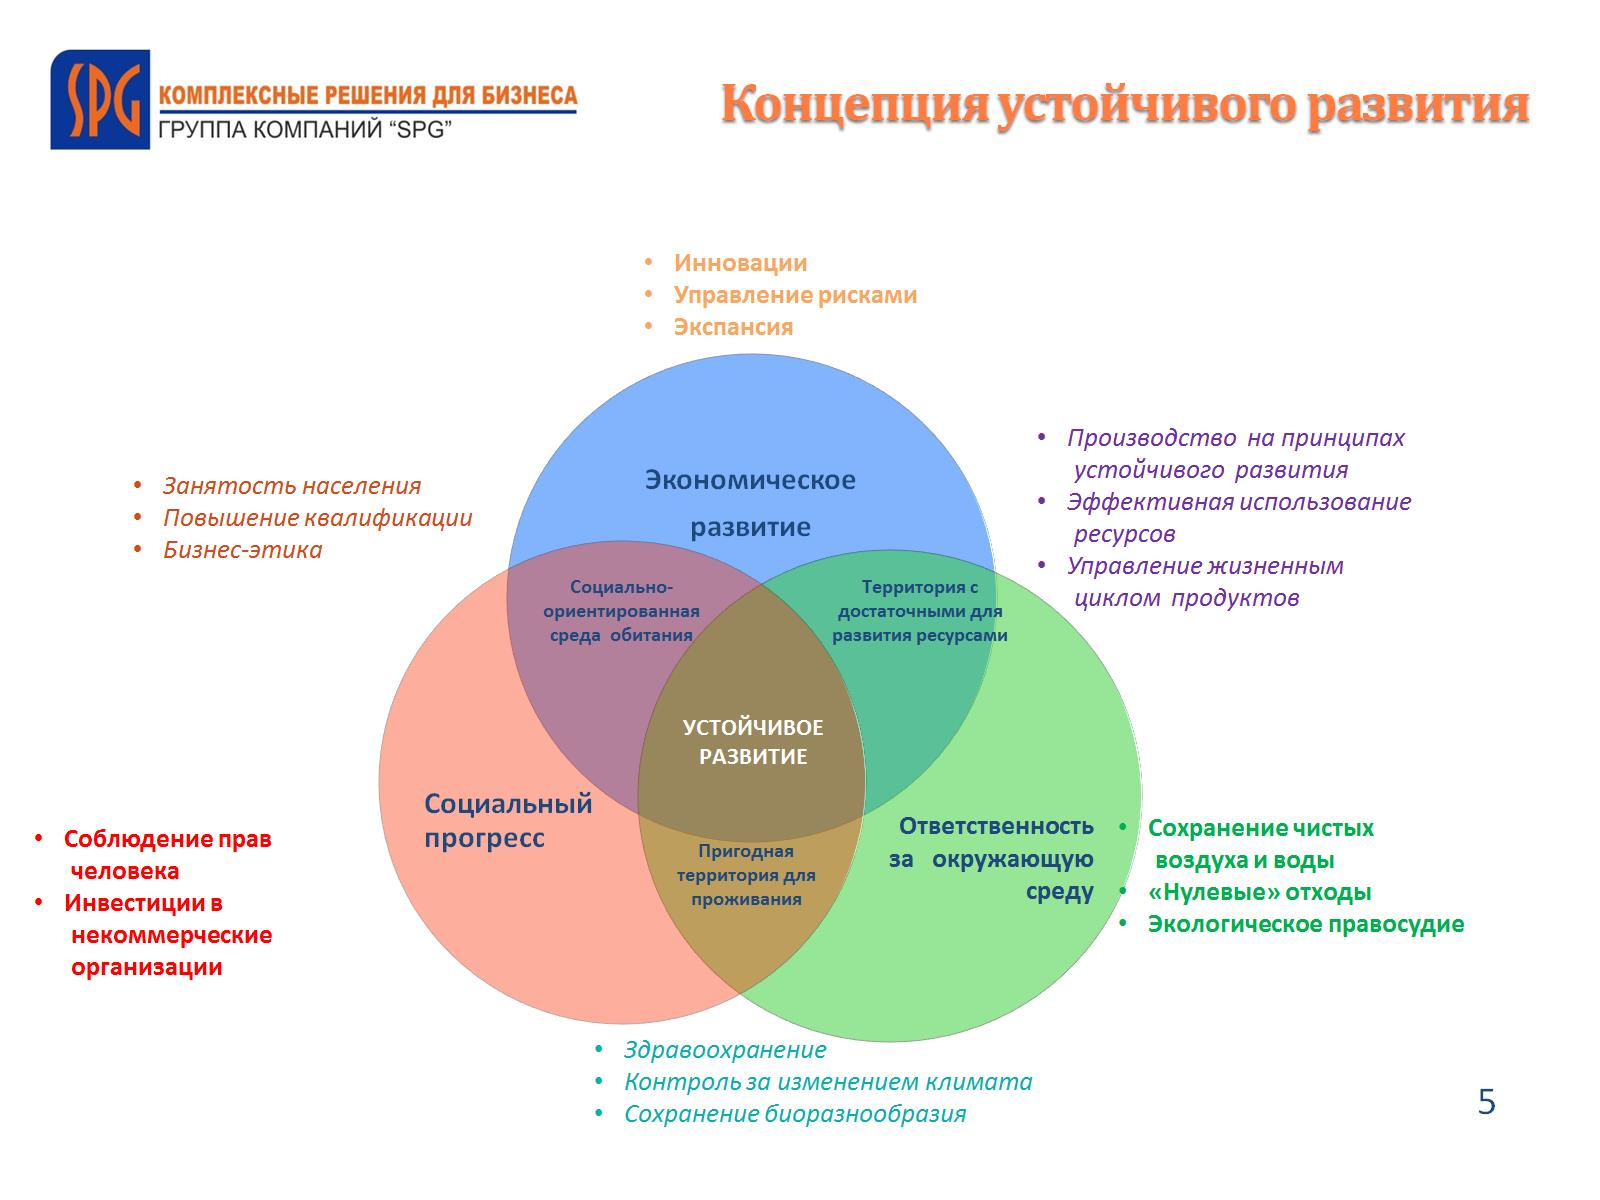 SPG
КОМПЛЕКСНЫЕ РЕШЕНИЯ ДЛЯ БИЗНЕСА
ГРУППА КОМПАНИЙ “SPG”
Концепция устойчивого развития
• Инновации
• Управление рисками
• Экспансия
• Занятость населения
• Повышение квалификации
• Бизнес-этика
Экономическое
развитие
• Производство на принципах
устойчивого развития
• Эффективная использование
ресурсов
• Управление жизненным
циклом продуктов
Социально-
ориентированная
среда обитания
Территория с
достаточными для
развития ресурсами
УСТОЙЧИВОЕ
РАЗВИТИЕ
Социальный
прогресс
Ответственность
за окружающую
среду
Пригодная
территория для
проживания
• Соблюдение прав
человека
• Инвестиции в
некоммерческие
организации
• Сохранение чистых
воздуха и воды
• «Нулевые» отходы
• Экологическое правосудие
• Здравоохранение
• Контроль за изменением климата
• Сохранение биоразнообразия
5